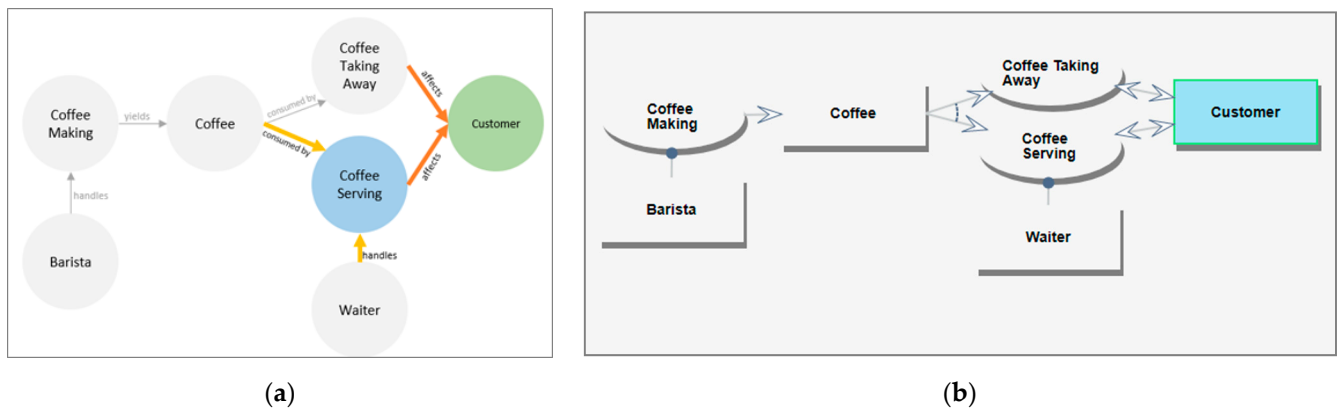 Coffee
Taking
Away
affects
Coffee
Making
yields
Coffee
consumed by
consumed by
Customer
affects
Coffee
Serving
handles
Barista
handles
Waiter
(a)
Coffee Taking
Away
Coffee
Making
Coffee
Customer
Coffee
Serving
Barista
Waiter
(b)